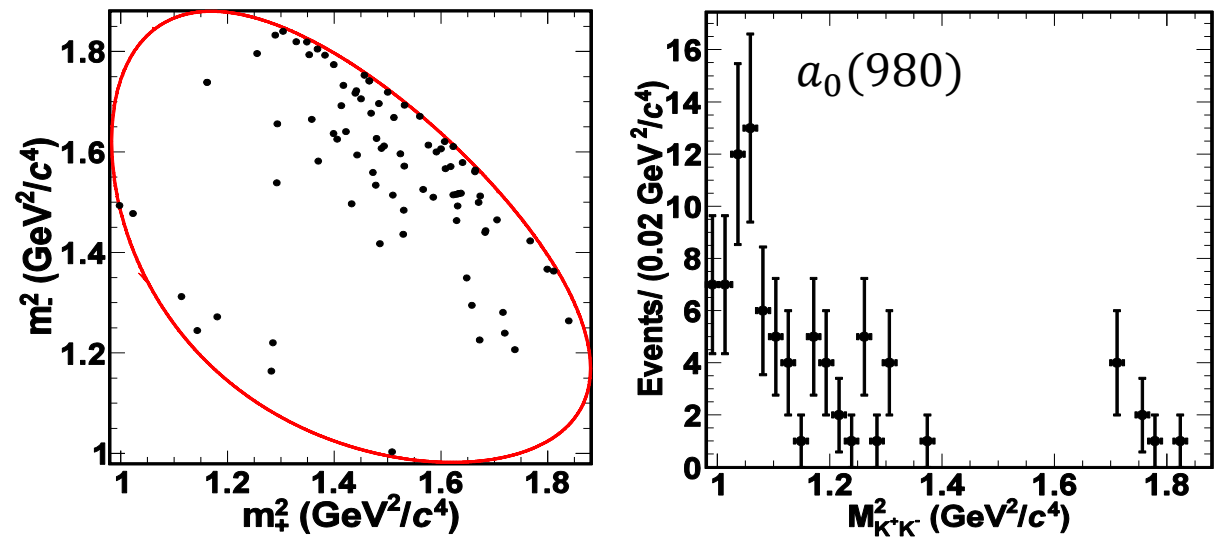 1.8
1.6
1.4
1.2
1
m²₋ (GeV²/c⁴)
1 1.2 1.4 1.6 1.8
m²₊ (GeV²/c⁴)
a₀(980)
16
14
12
10
8
6
4
2
0
Events/ (0.02 GeV²/c⁴)
1 1.2 1.4 1.6 1.8
M²K⁺K⁻ (GeV²/c⁴)